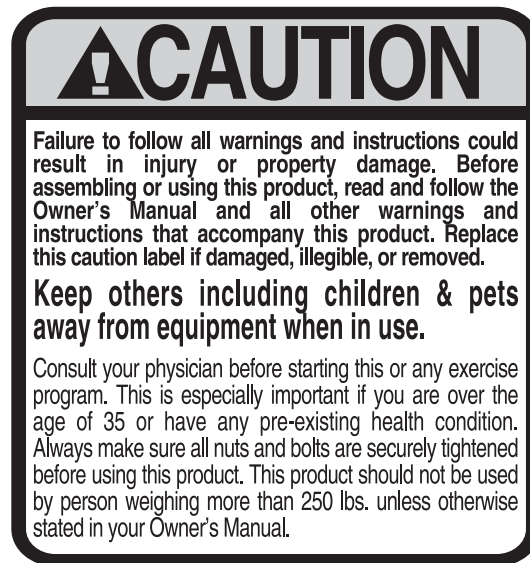 CAUTION
Failure to follow all warnings and instructions could
result in injury or property damage. Before
assembling or using this product, read and follow the
Owner's Manual and all other warnings and
instructions that accompany this product. Replace
this caution label if damaged, illegible, or removed.
Keep others including children & pets
away from equipment when in use.
Consult your physician before starting this or any exercise
program. This is especially important if you are over the
age of 35 or have any pre-existing health condition.
Always make sure all nuts and bolts are securely tightened
before using this product. This product should not be used
by person weighing more than 250 lbs. unless otherwise
stated in your Owner's Manual.